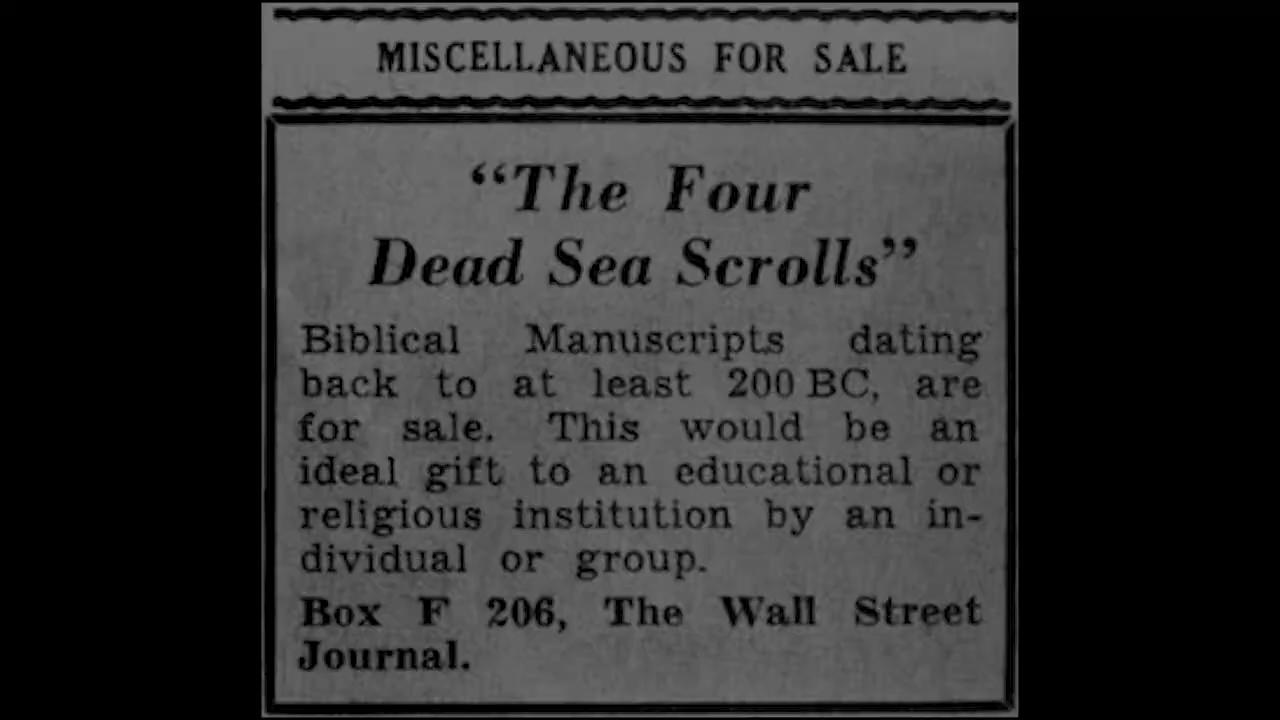 MISCELLANEOUS FOR SALE
“The Four
Dead Sea Scrolls”
Biblical Manuscripts dating
back to at least 200 BC, are
for sale. This would be an
ideal gift to an educational or
religious institution by an in-
dividual or group.
Box F 206, The Wall Street
Journal.